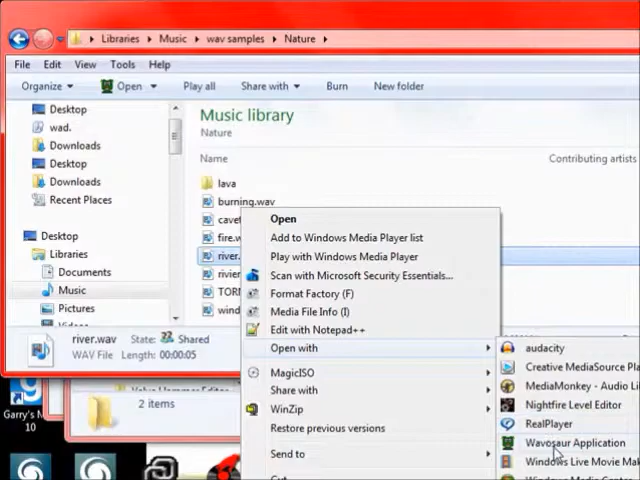 Libraries Music wav samples Nature
File Edit View Tools Help
Organize Open Play all Share with Burn New folder
Desktop
wad.
Downloads
Desktop
Downloads
Recent Places
Desktop
Libraries
Documents
Music
Pictures
Music library
Nature
Name Contributing artists
lava
burning.wav
cave
fire.w
river.
rivier
TOR
wind
Open
Add to Windows Media Player list
Play with Windows Media Player
Scan with Microsoft Security Essentials...
Format Factory (F)
Media File Info (I)
Edit with Notepad++
Open with
MagicISO
Share with
WinZip
Restore previous versions
Send to
Cut
audacity
Creative MediaSource Pla
MediaMonkey - Audio Li
Nightfire Level Editor
RealPlayer
Wavosaur Application
Windows Live Movie Mak
Windows Media Center
river.wav State: Shared
WAV File Length: 00:00:05
2 items
Garry's M
10